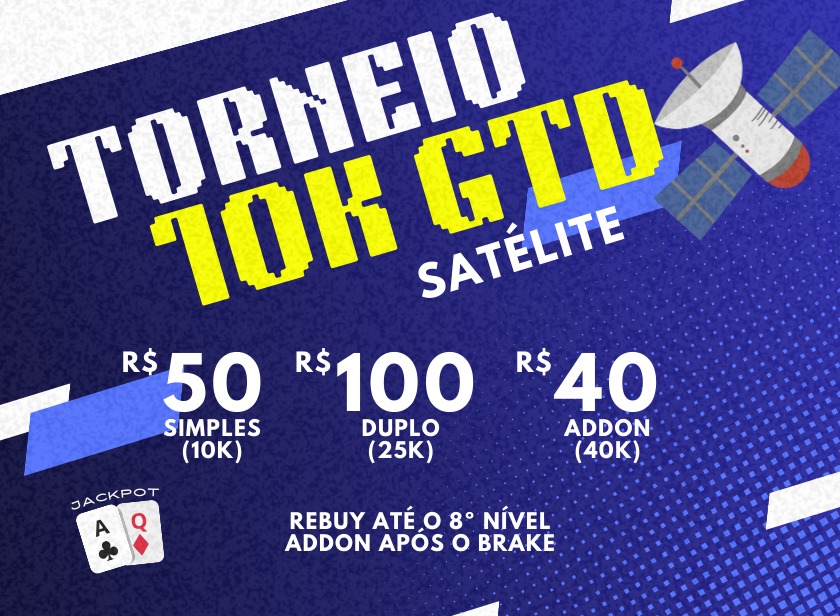 TORNEIO
10K GTD
SATÉLITE
R$ 50 R$ 100 R$ 40
SIMPLES DUPLO ADDON
(10K) (25K) (40K)
JACKPOT
A Q
REBUY ATÉ O 8º NÍVEL
ADDON APÓS O BRAKE